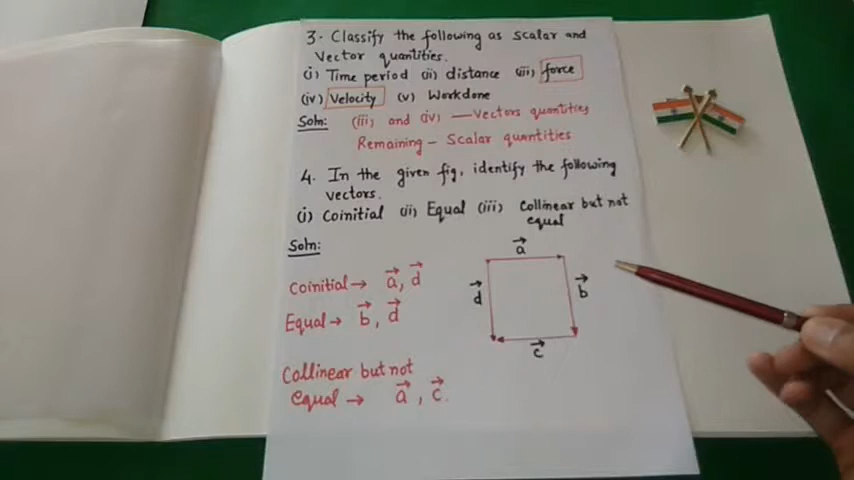 3. Classify the following as scalar and
Vector quantities.
(i) Time period (ii) distance (iii) force
(iv) Velocity (v) Workdone
Soln: (iii) and (iv) — Vectors quantities
Remaining - Scalar quantities
4. In the given fig, identify the following
vectors.
(i) Coinitial (ii) Equal (iii) Collinear but not
equal
Soln:
Coinitial → a⃗, d⃗
Equal → b⃗, d⃗
Collinear but not
equal → a⃗, c⃗.
a⃗
d⃗
b⃗
c⃗